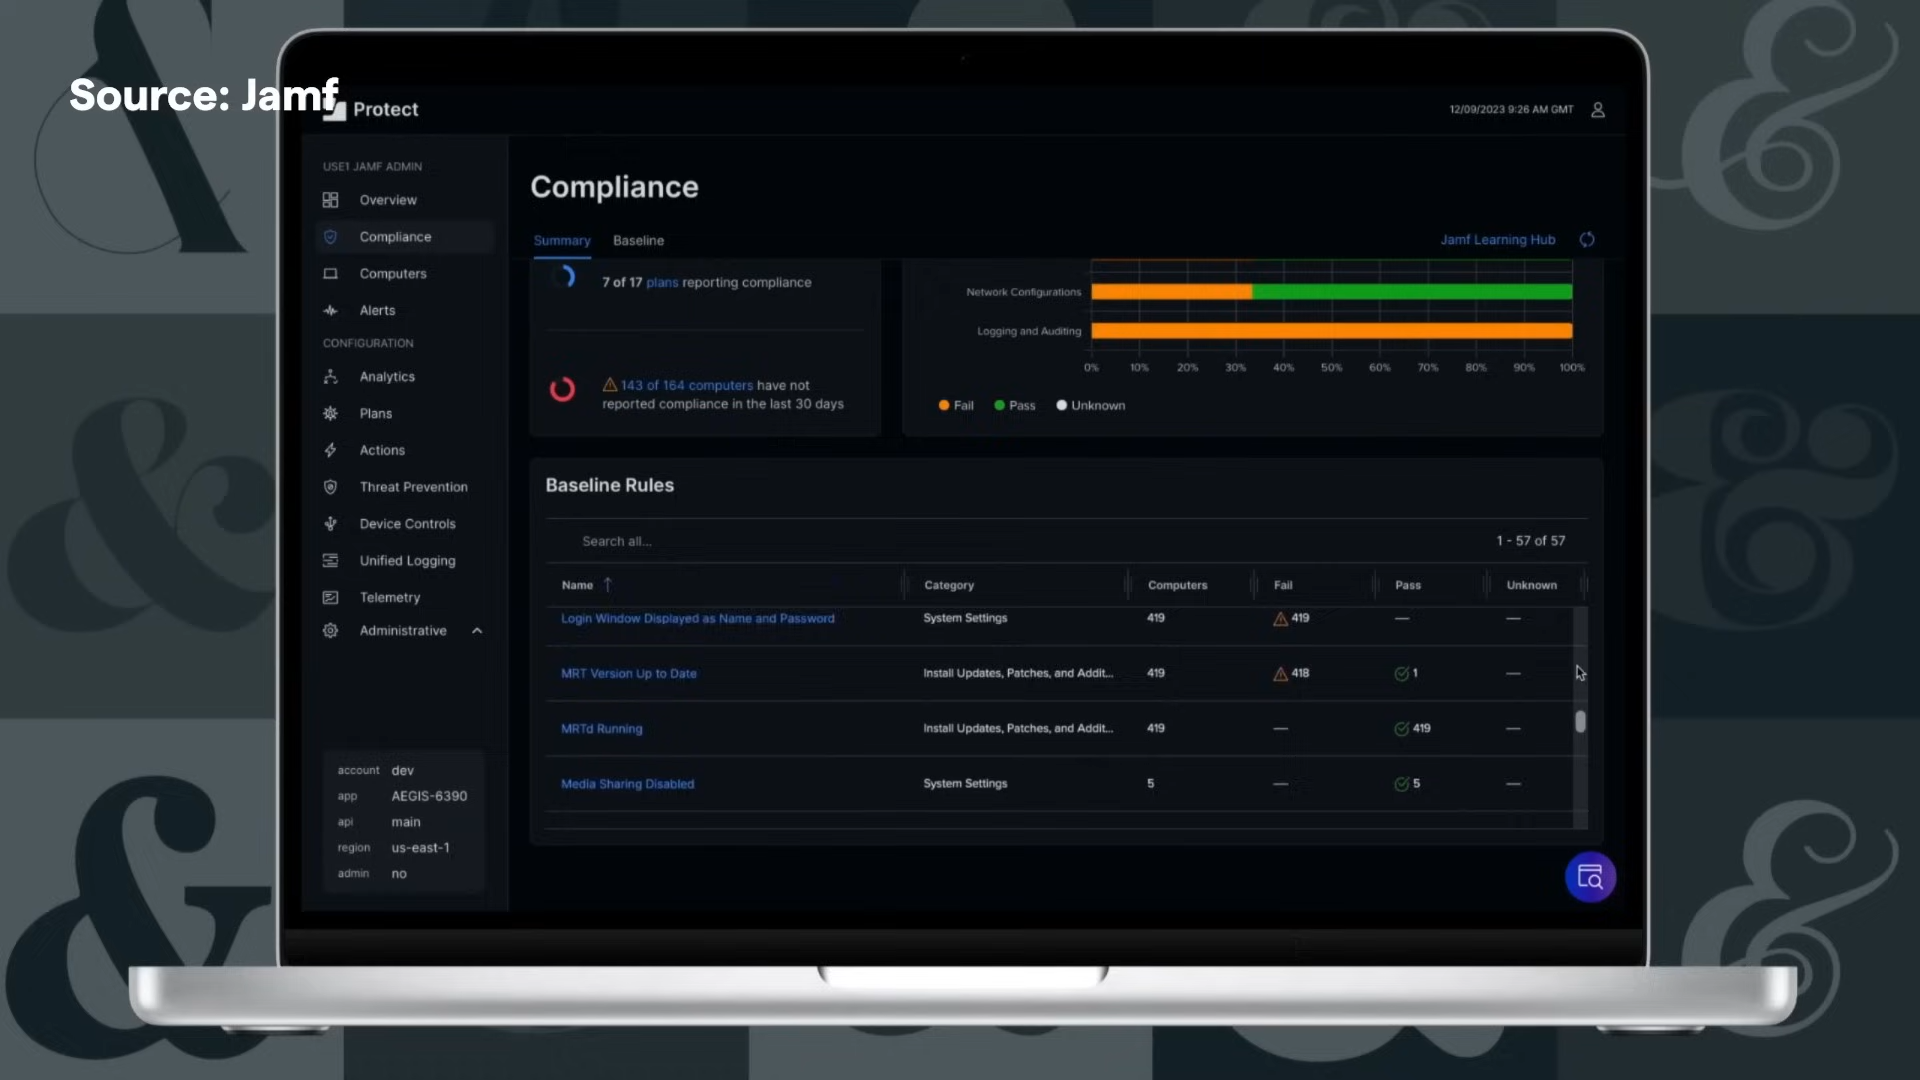 Source: Jamf
Protect
12/09/2023 9:26 AM GMT
USE1 JAMF ADMIN
Overview
Compliance
Computers
Alerts
CONFIGURATION
Analytics
Plans
Actions
Threat Prevention
Device Controls
Unified Logging
Telemetry
Administrative
account dev
app AEGIS-6390
api main
region us-east-1
admin no
Compliance
Summary Baseline
Jamf Learning Hub
7 of 17 plans reporting compliance
143 of 164 computers have not
reported compliance in the last 30 days
Network Configurations
Logging and Auditing
0% 10% 20% 30% 40% 50% 60% 70% 80% 90% 100%
Fail Pass Unknown
Baseline Rules
Search all...
1 - 57 of 57
Name Category Computers Fail Pass Unknown
Login Window Displayed as Name and Password System Settings 419 419 — —
MRT Version Up to Date Install Updates, Patches, and Addit... 419 418 1 —
MRTd Running Install Updates, Patches, and Addit... 419 — 419 —
Media Sharing Disabled System Settings 5 — 5 —